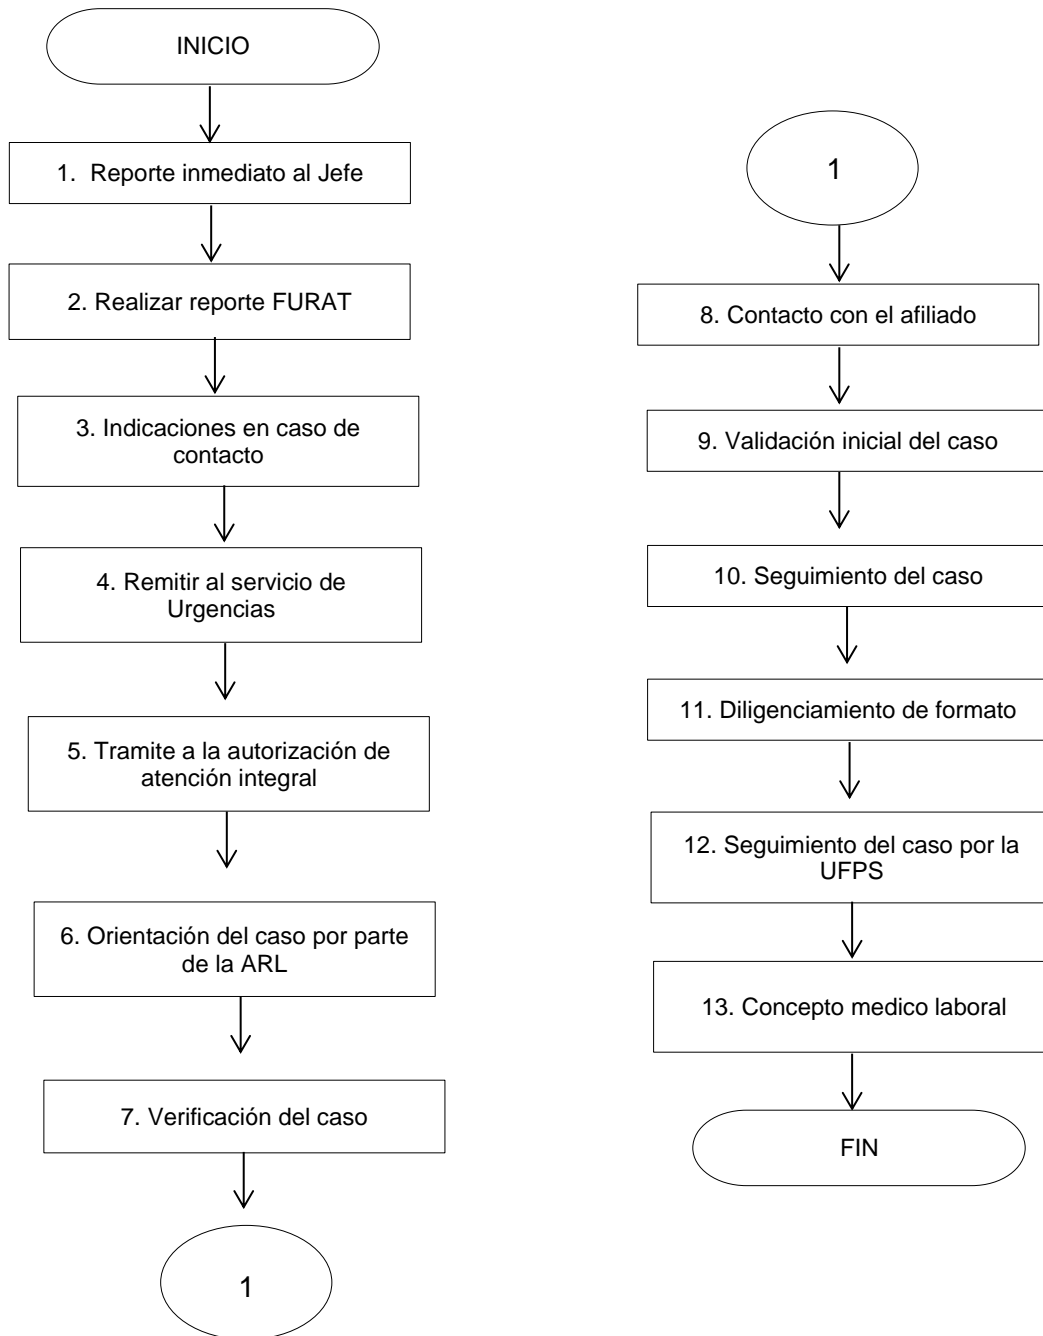 INICIO
1. Reporte inmediato al Jefe
2. Realizar reporte FURAT
3. Indicaciones en caso de
contacto
4. Remitir al servicio de
Urgencias
5. Tramite a la autorización de
atención integral
6. Orientación del caso por parte
de la ARL
7. Verificación del caso
1
1
8. Contacto con el afiliado
9. Validación inicial del caso
10. Seguimiento del caso
11. Diligenciamiento de formato
12. Seguimiento del caso por la
UFPS
13. Concepto medico laboral
FIN